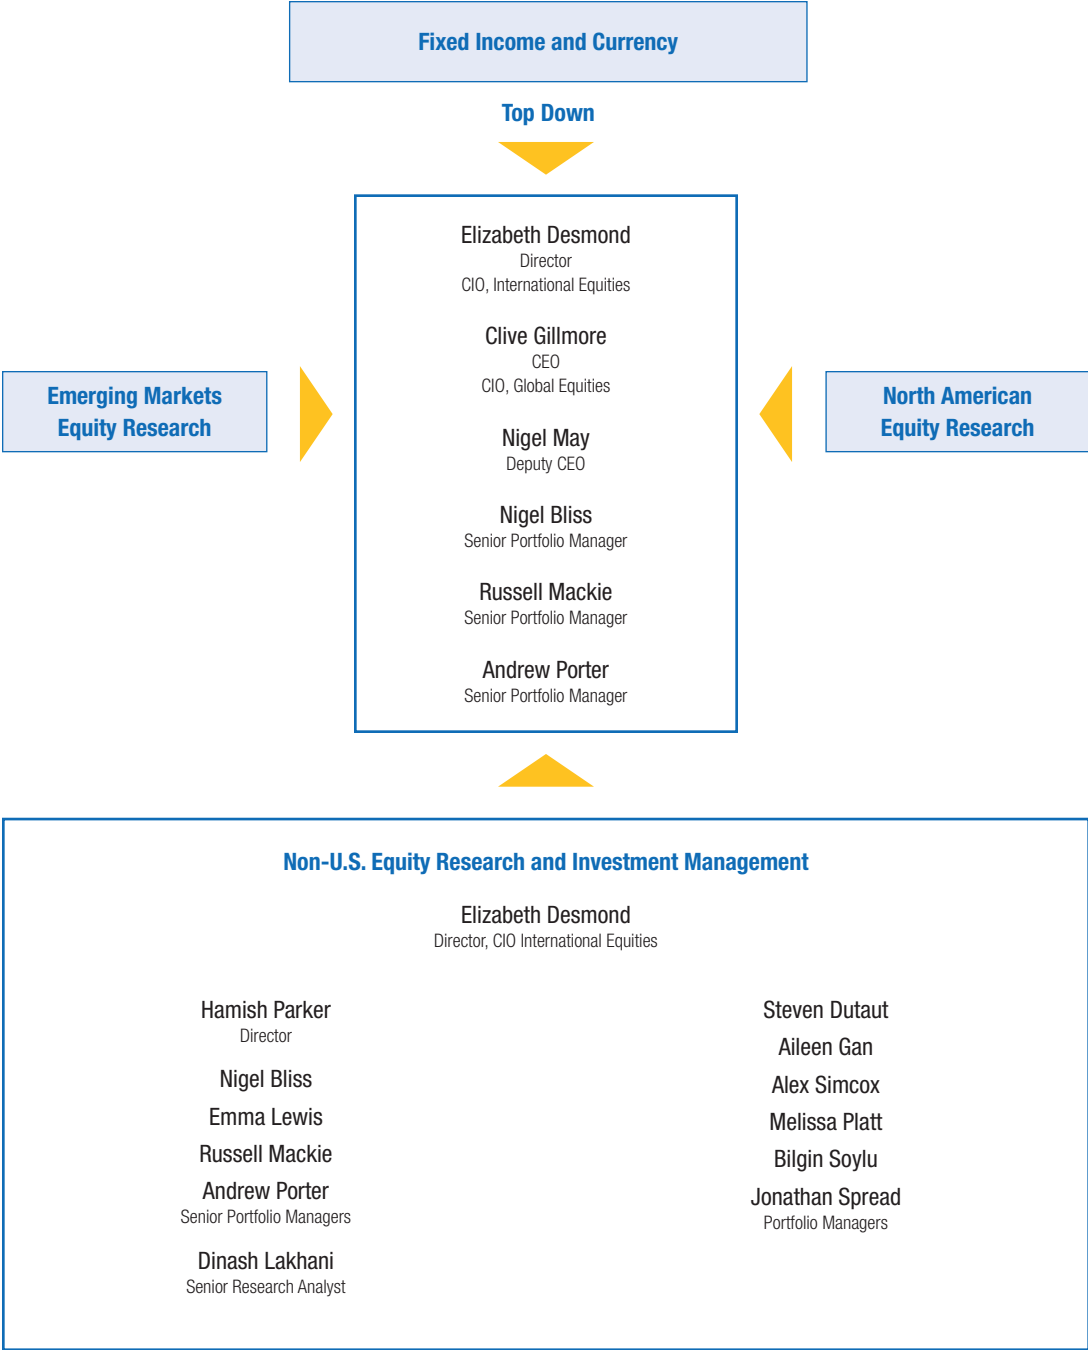 Fixed Income and Currency
Top Down
Elizabeth Desmond
Director
CIO, International Equities
Clive Gillmore
CEO
CIO, Global Equities
Nigel May
Deputy CEO
Nigel Bliss
Senior Portfolio Manager
Russell Mackie
Senior Portfolio Manager
Andrew Porter
Senior Portfolio Manager
Emerging Markets
Equity Research
North American
Equity Research
Non-U.S. Equity Research and Investment Management
Elizabeth Desmond
Director, CIO International Equities
Hamish Parker
Director
Nigel Bliss
Emma Lewis
Russell Mackie
Andrew Porter
Senior Portfolio Managers
Dinash Lakhani
Senior Research Analyst
Steven Dutaut
Aileen Gan
Alex Simcox
Melissa Platt
Bilgin Soylu
Jonathan Spread
Portfolio Managers